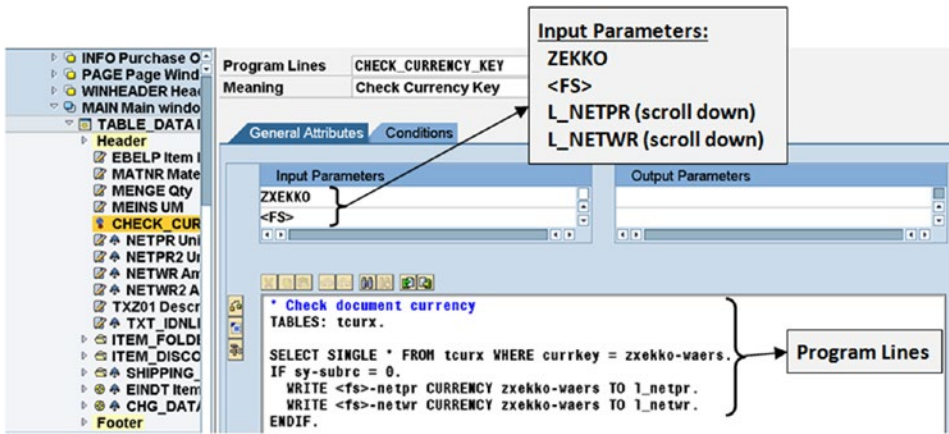 Input Parameters:
ZEKKO
<FS>
L_NETPR (scroll down)
L_NETWR (scroll down)
INFO Purchase O
PAGE Page Wind
WINHEADER Head
MAIN Main windo
TABLE_DATA I
Header
EBELP Item I
MATNR Mate
MENGE Qty
MEINS UM
CHECK_CUR
NETPR Uni
NETPR2 Un
NETWR Am
NETWR2 A
TXZ01 Descr
TXT_IDNLI
ITEM_FOLDE
ITEM_DISCO
SHIPPING_
EINDT Item
CHG_DATA
Footer
Program Lines CHECK_CURRENCY_KEY
Meaning Check Currency Key
General Attributes Conditions
Input Parameters Output Parameters
ZXEKKO
<FS>
* Check document currency
TABLES: tcurx.
SELECT SINGLE * FROM tcurx WHERE currkey = zxekko-waers.
IF sy-subrc = 0.
WRITE <fs>-netpr CURRENCY zxekko-waers TO l_netpr.
WRITE <fs>-netwr CURRENCY zxekko-waers TO l_netwr.
ENDIF.
Program Lines